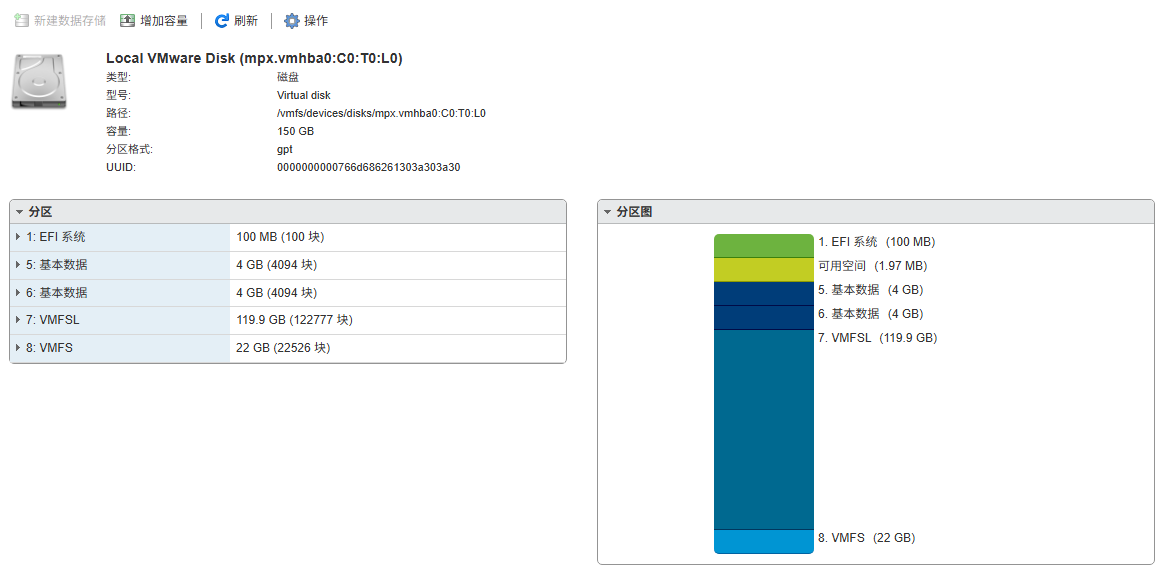 新建数据存储 增加容量 刷新 操作
Local VMware Disk (mpx.vmhba0:C0:T0:L0)
类型: 磁盘
型号: Virtual disk
路径: /vmfs/devices/disks/mpx.vmhba0:C0:T0:L0
容量: 150 GB
分区格式: gpt
UUID: 0000000000766d686261303a303a30
分区
1: EFI 系统 100 MB (100 块)
5: 基本数据 4 GB (4094 块)
6: 基本数据 4 GB (4094 块)
7: VMFSL 119.9 GB (122777 块)
8: VMFS 22 GB (22526 块)
分区图
1. EFI 系统 (100 MB)
可用空间 (1.97 MB)
5. 基本数据 (4 GB)
6. 基本数据 (4 GB)
7. VMFSL (119.9 GB)
8. VMFS (22 GB)